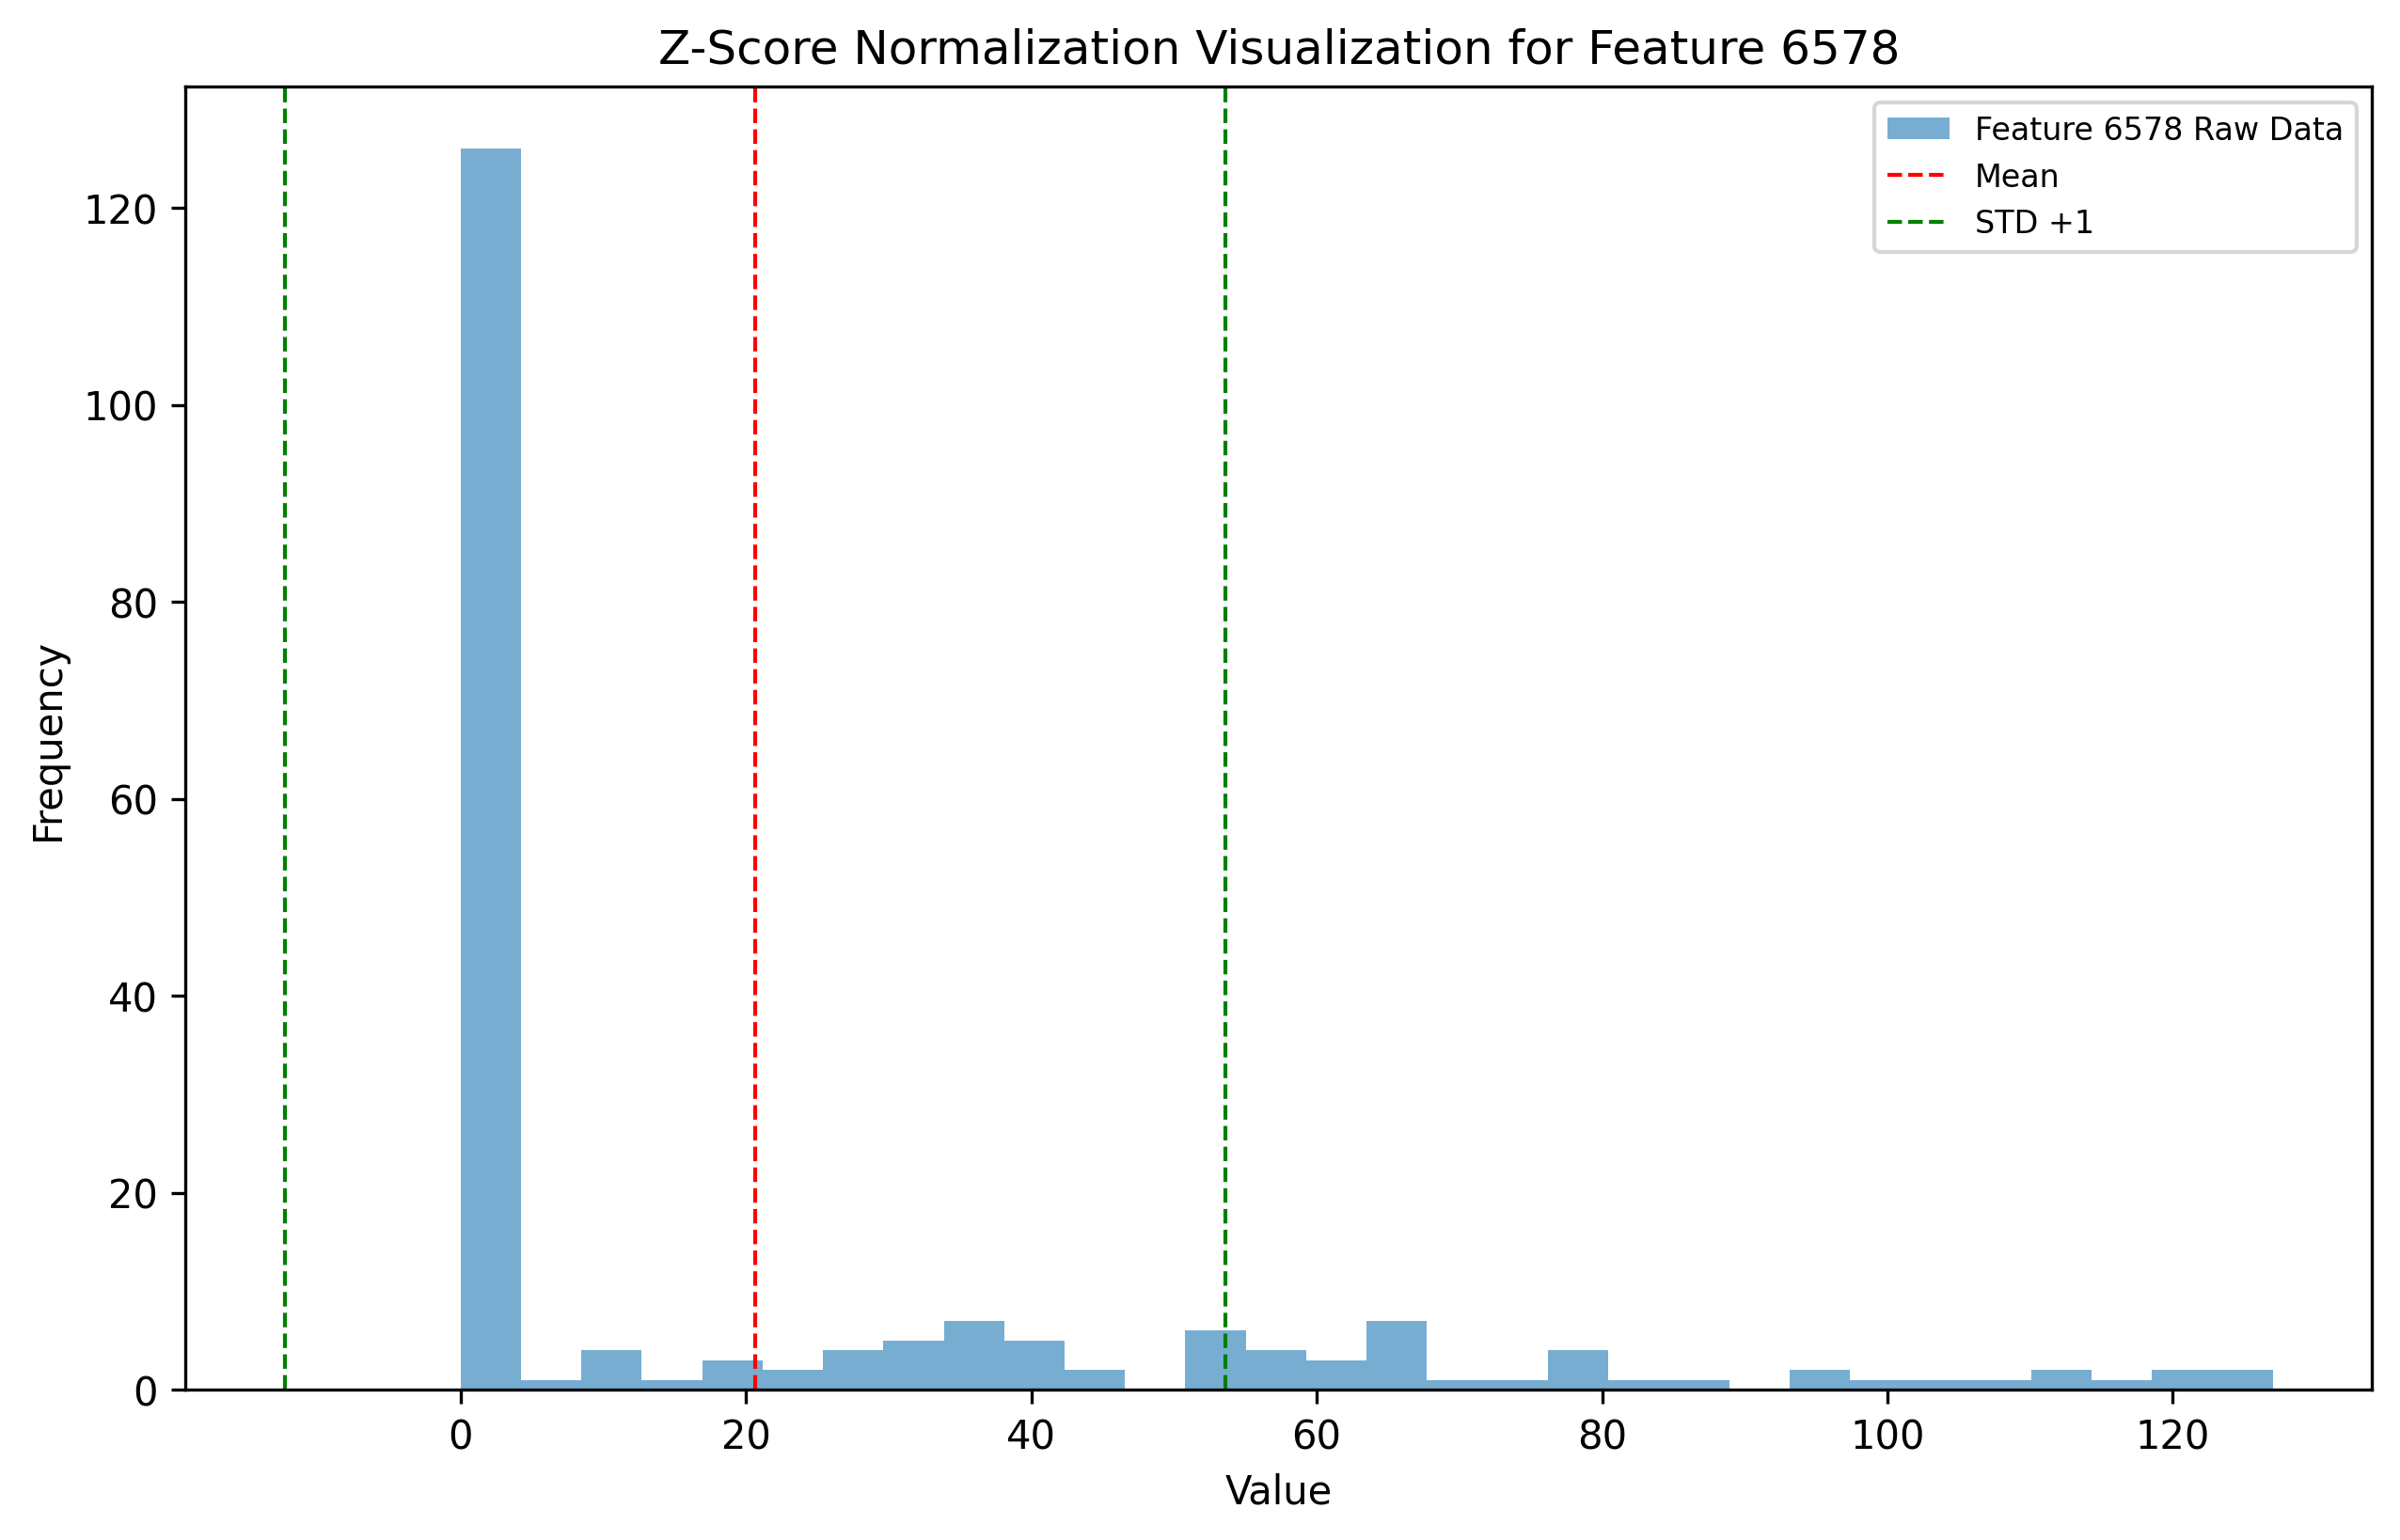 Z-Score Normalization Visualization for Feature 6578
Feature 6578 Raw Data
Mean
STD +1
120
100
80
60
40
20
0
Frequency
0 20 40 60 80 100 120
Value